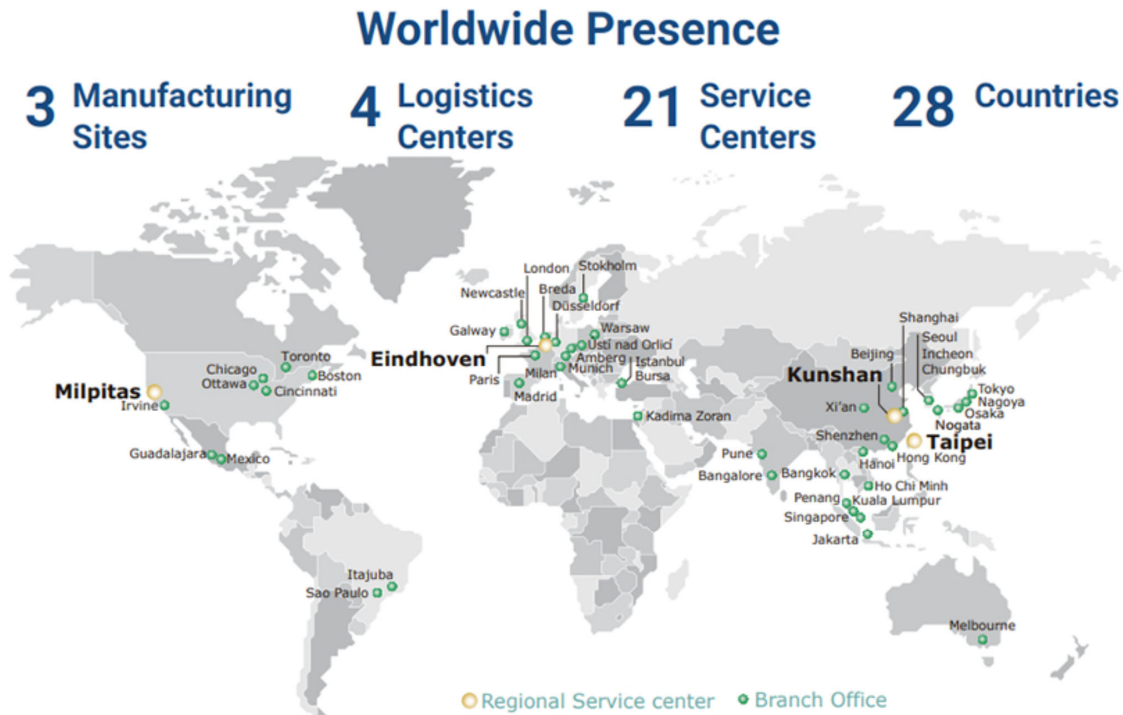 Worldwide Presence
3 Manufacturing
Sites
4 Logistics
Centers
21 Service
Centers
28 Countries
London
Stokholm
Newcastle
Breda
Düsseldorf
Galway
Warsaw
Eindhoven
Ustí nad Orlicí
Amberg
Istanbul
Paris
Milan
Munich
Bursa
Madrid
Kadima Zoran
Toronto
Chicago
Ottawa
Boston
Cincinnati
Milpitas
Irvine
Guadalajara
Mexico
Itajuba
Sao Paulo
Shanghai
Seoul
Beijing
Incheon
Chungbuk
Kunshan
Tokyo
Nagoya
Osaka
Xi'an
Nogata
Shenzhen
Taipei
Hong Kong
Hanoi
Pune
Bangalore
Bangkok
Ho Chi Minh
Penang
Kuala Lumpur
Singapore
Jakarta
Melbourne
Regional Service center
Branch Office